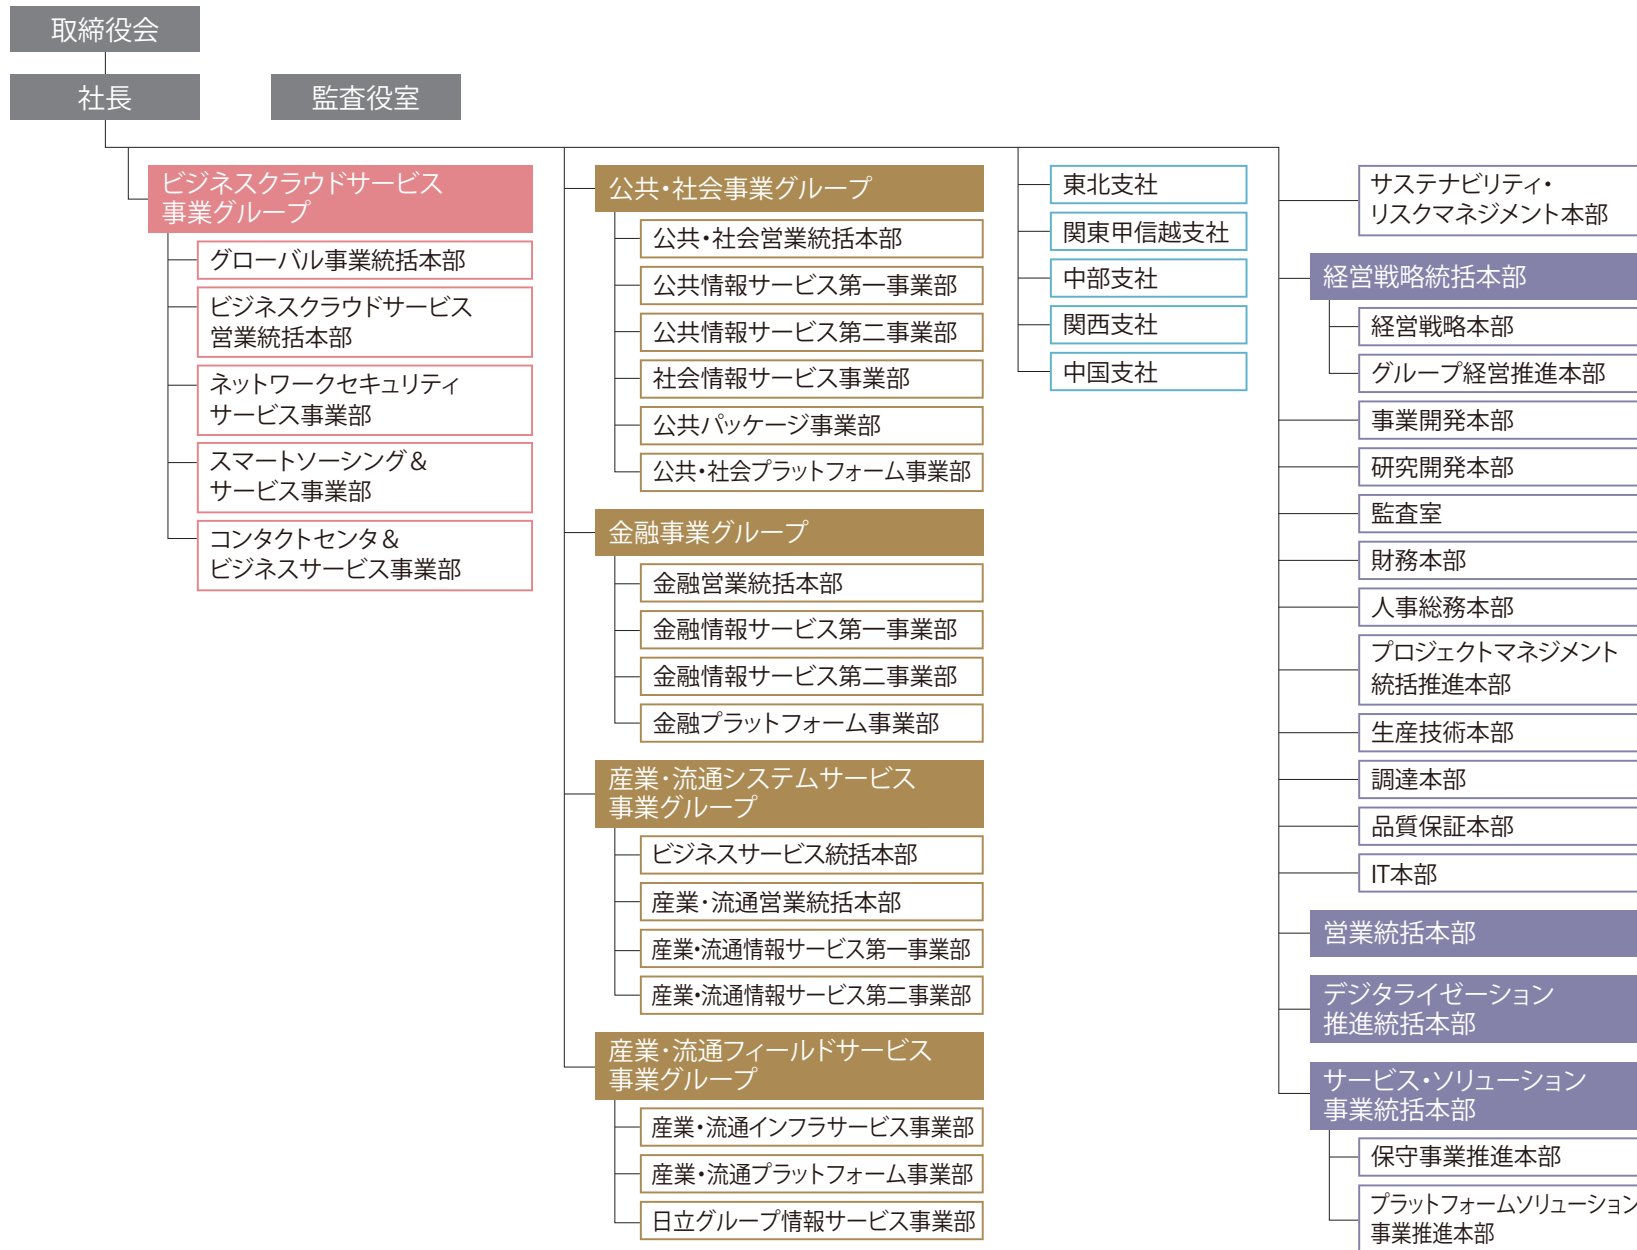 取締役会
社長
監査役室
ビジネスクラウドサービス
事業グループ
グローバル事業統括本部
ビジネスクラウドサービス
営業統括本部
ネットワークセキュリティ
サービス事業部
スマートソーシング&
サービス事業部
コンタクトセンタ&
ビジネスサービス事業部
公共・社会事業グループ
公共・社会営業統括本部
公共情報サービス第一事業部
公共情報サービス第二事業部
社会情報サービス事業部
公共パッケージ事業部
公共・社会プラットフォーム事業部
金融事業グループ
金融営業統括本部
金融情報サービス第一事業部
金融情報サービス第二事業部
金融プラットフォーム事業部
産業・流通システムサービス
事業グループ
ビジネスサービス統括本部
産業・流通営業統括本部
産業・流通情報サービス第一事業部
産業・流通情報サービス第二事業部
産業・流通フィールドサービス
事業グループ
産業・流通インフラサービス事業部
産業・流通プラットフォーム事業部
日立グループ情報サービス事業部
東北支社
関東甲信越支社
中部支社
関西支社
中国支社
サステナビリティ・
リスクマネジメント本部
経営戦略統括本部
経営戦略本部
グループ経営推進本部
事業開発本部
研究開発本部
監査室
財務本部
人事総務本部
プロジェクトマネジメント
統括推進本部
生産技術本部
調達本部
品質保証本部
IT本部
営業統括本部
デジタライゼーション
推進統括本部
サービス・ソリューション
事業統括本部
保守事業推進本部
プラットフォームソリューション
事業推進本部